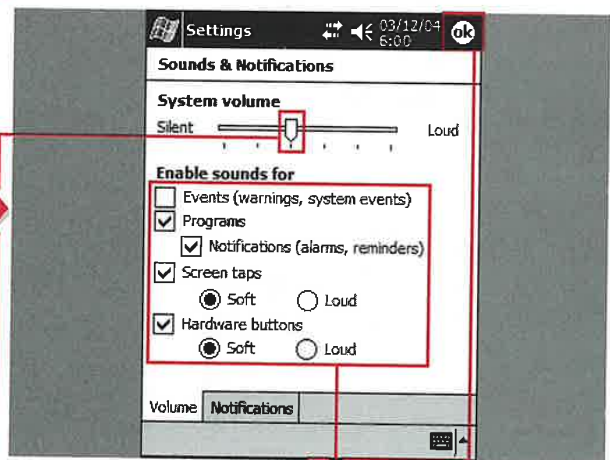 Settings
03/12/04
6:00
ok
Sounds & Notifications
System volume
Silent
Loud
Enable sounds for
Events (warnings, system events)
Programs
Notifications (alarms, reminders)
Screen taps
Soft Loud
Hardware buttons
Soft Loud
Volume Notifications